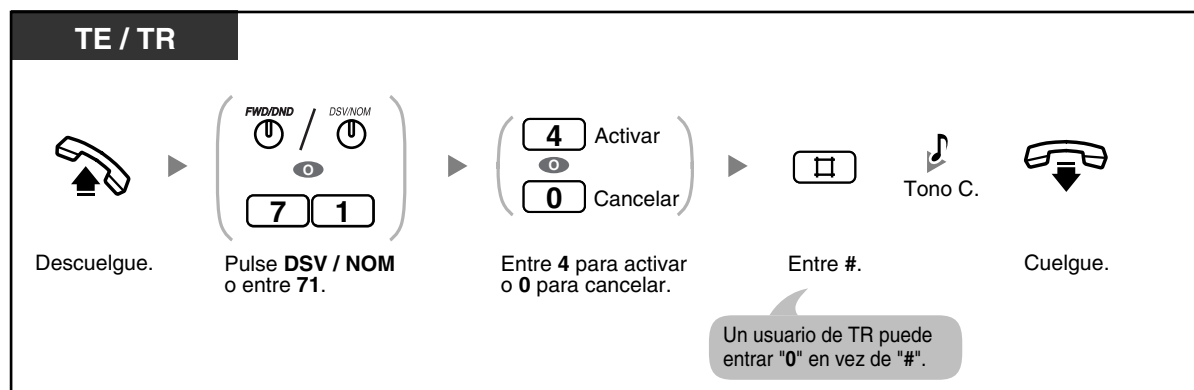 TE / TR
FWD/DND / DSV/NOM
O
7 1
4 Activar
O
0 Cancelar
Tono C.
Descuelgue.
Pulse DSV / NOM
o entre 71.
Entre 4 para activar
o 0 para cancelar.
Entre #.
Cuelgue.
Un usuario de TR puede
entrar "0" en vez de "#".